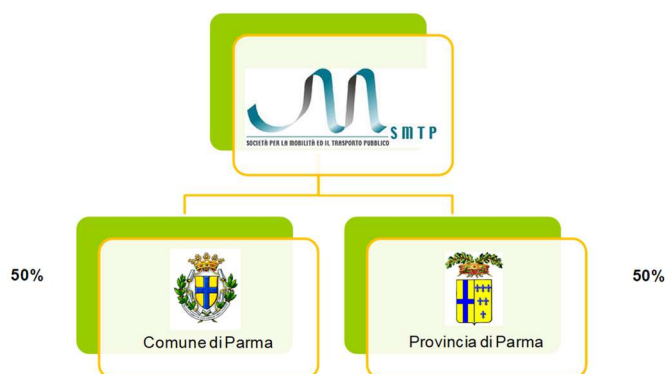 SMTP
SOCIETÀ PER LA MOBILITÀ ED IL TRASPORTO PUBBLICO
50%
50%
Comune di Parma
Provincia di Parma